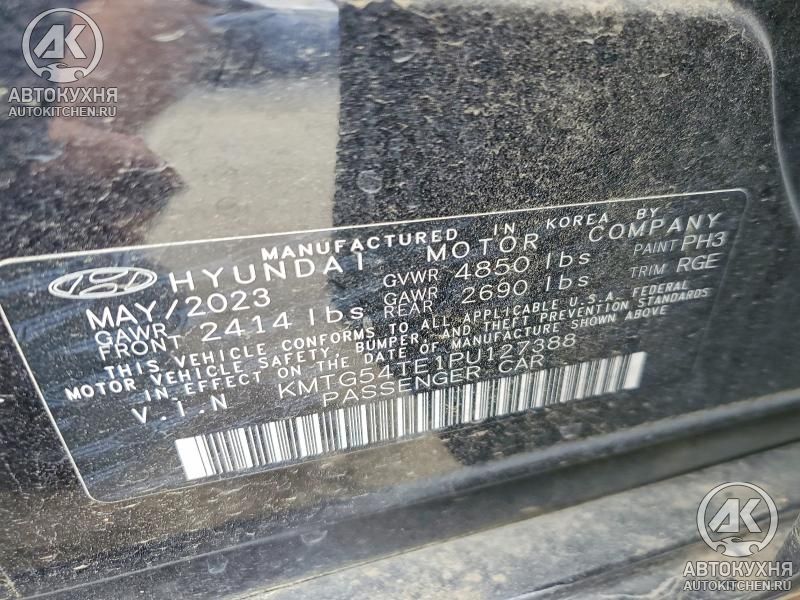 АК
АВТОКУХНЯ
AUTOKITCHEN.RU
MANUFACTURED IN KOREA BY
HYUNDAI MOTOR COMPANY
MAY/2023 GVWR 4850 lbs PAINT PH3
GAWR FRONT 2414 lbs GAWR REAR 2690 lbs TRIM RGE
THIS VEHICLE CONFORMS TO ALL APPLICABLE U.S.A. FEDERAL
MOTOR VEHICLE SAFETY, BUMPER, AND THEFT PREVENTION STANDARDS
IN EFFECT ON THE DATE OF MANUFACTURE SHOWN ABOVE
V.I.N KMTG54TE1PU127388
PASSENGER CAR
АК
АВТОКУХНЯ
AUTOKITCHEN.RU